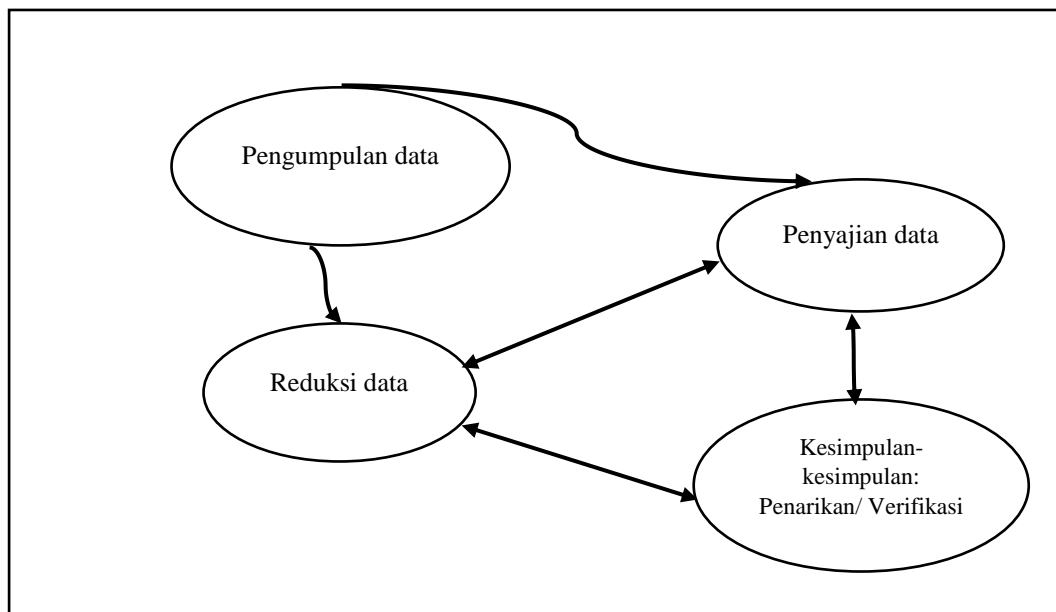 Pengumpulan data
Penyajian data
Reduksi data
Kesimpulan-
kesimpulan:
Penarikan/ Verifikasi